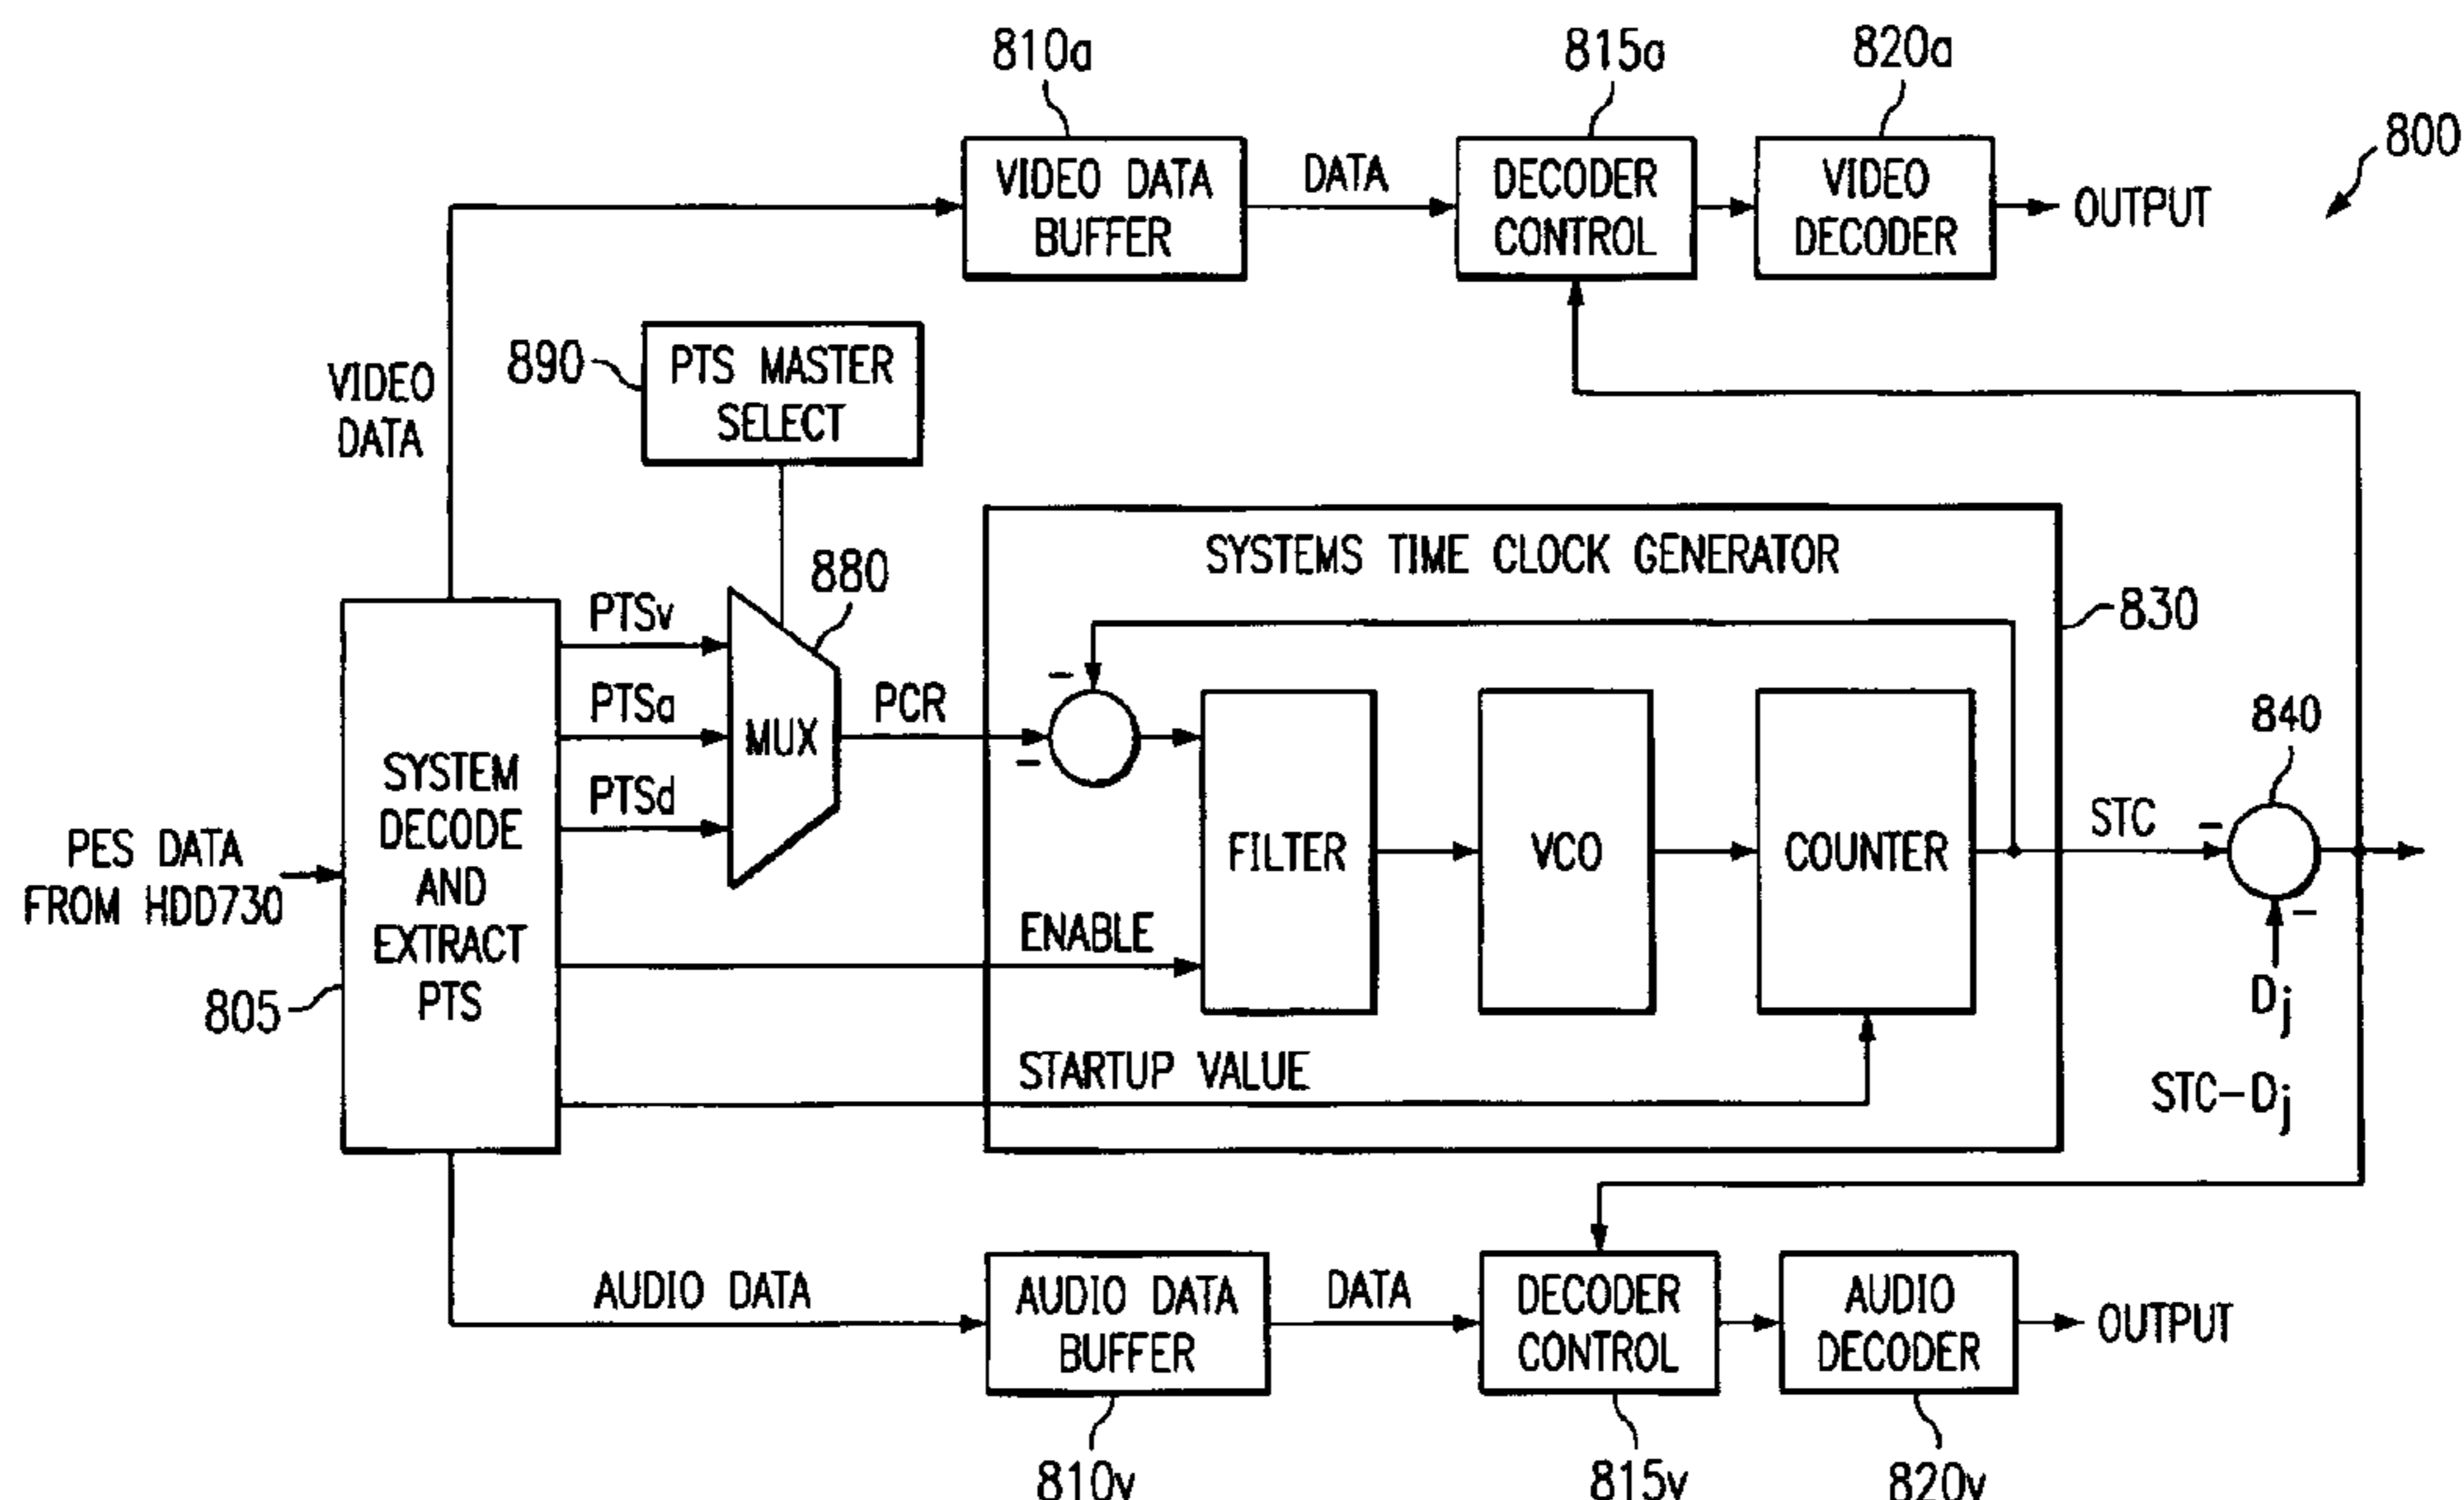 810a
815a
820a
800
VIDEO DATA
BUFFER
DATA
DECODER
CONTROL
VIDEO
DECODER
OUTPUT
890
PTS MASTER
SELECT
VIDEO
DATA
SYSTEMS TIME CLOCK GENERATOR
880
830
PTSv
PTSa
PTSd
MUX
PCR
-
-
SYSTEM
DECODE
AND
EXTRACT
PTS
805
PES DATA
FROM HDD730
FILTER
VCO
COUNTER
STC
840
-
-
Dj
STC-Dj
ENABLE
STARTUP VALUE
AUDIO DATA
AUDIO DATA
BUFFER
DATA
DECODER
CONTROL
AUDIO
DECODER
OUTPUT
810v
815v
820v